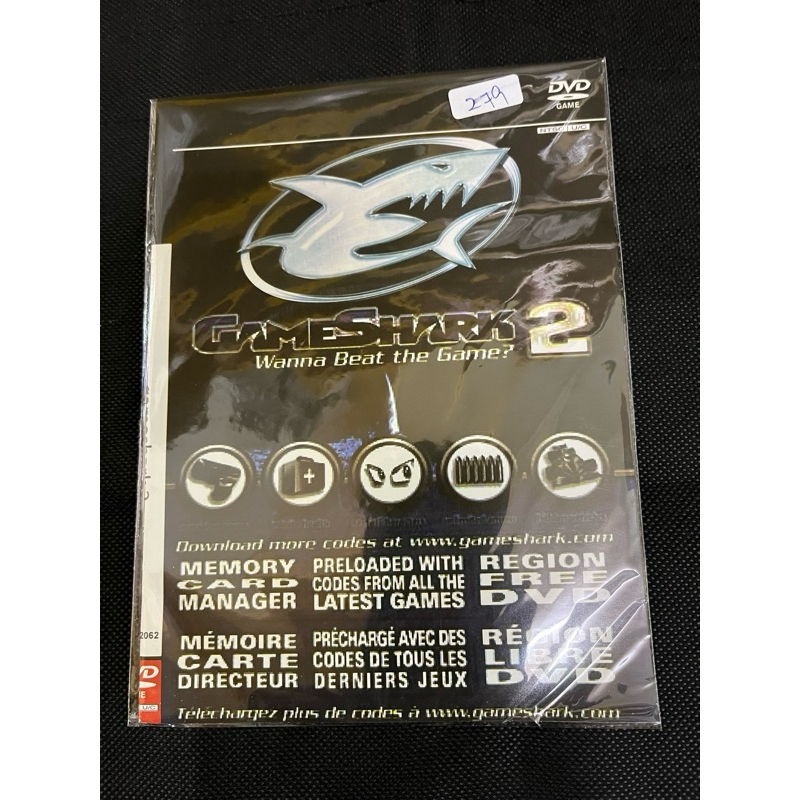 279
DVD
GAME
NTSC U/C
GAMESHARK 2
Wanna Beat the Game?
Download more codes at www.gameshark.com
MEMORY CARD MANAGER
PRELOADED WITH CODES FROM ALL THE LATEST GAMES
REGION FREE DVD
MÉMOIRE CARTE DIRECTEUR
PRÉCHARGÉ AVEC DES CODES DE TOUS LES DERNIERS JEUX
RÉGION LIBRE DVD
Téléchargez plus de codes à www.gameshark.com
2062
U/C